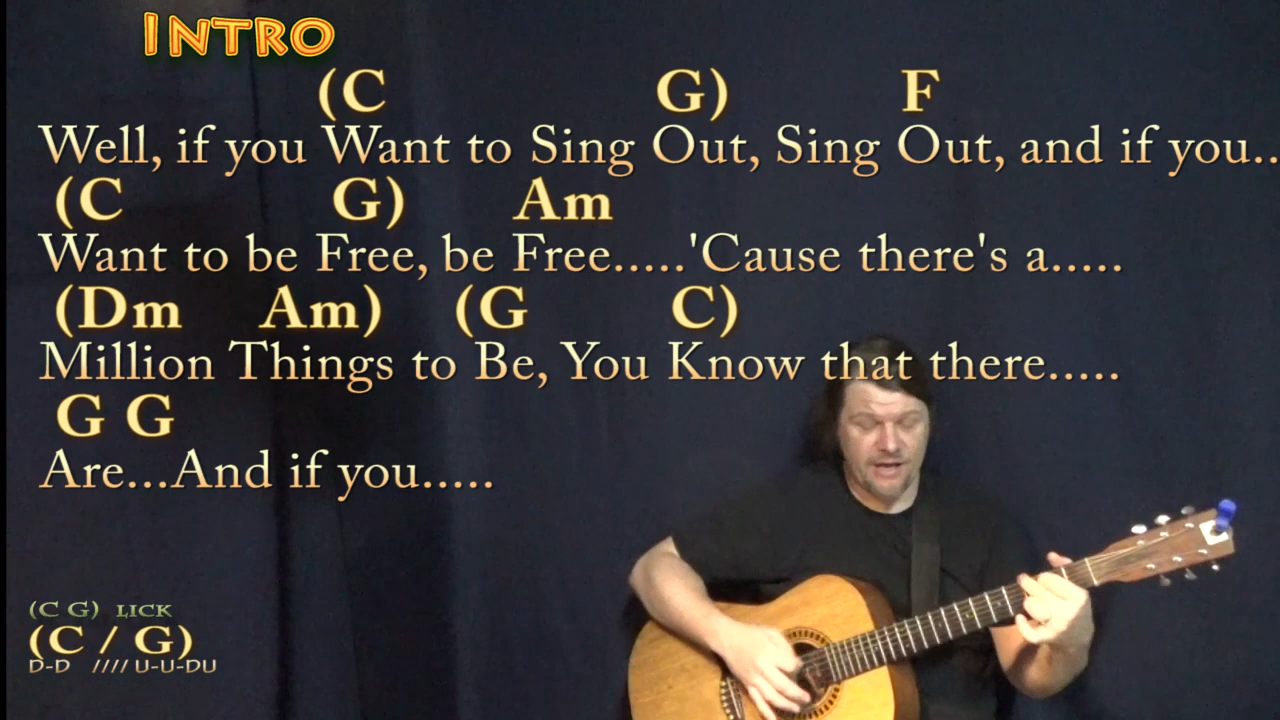 INTRO
(C G) F
Well, if you Want to Sing Out, Sing Out, and if you..
(C G) Am
Want to be Free, be Free.....'Cause there's a.....
(Dm Am) (G C)
Million Things to Be, You Know that there.....
G G
Are...And if you.....
(C G) LICK
(C / G)
D-D //// U-U-DU